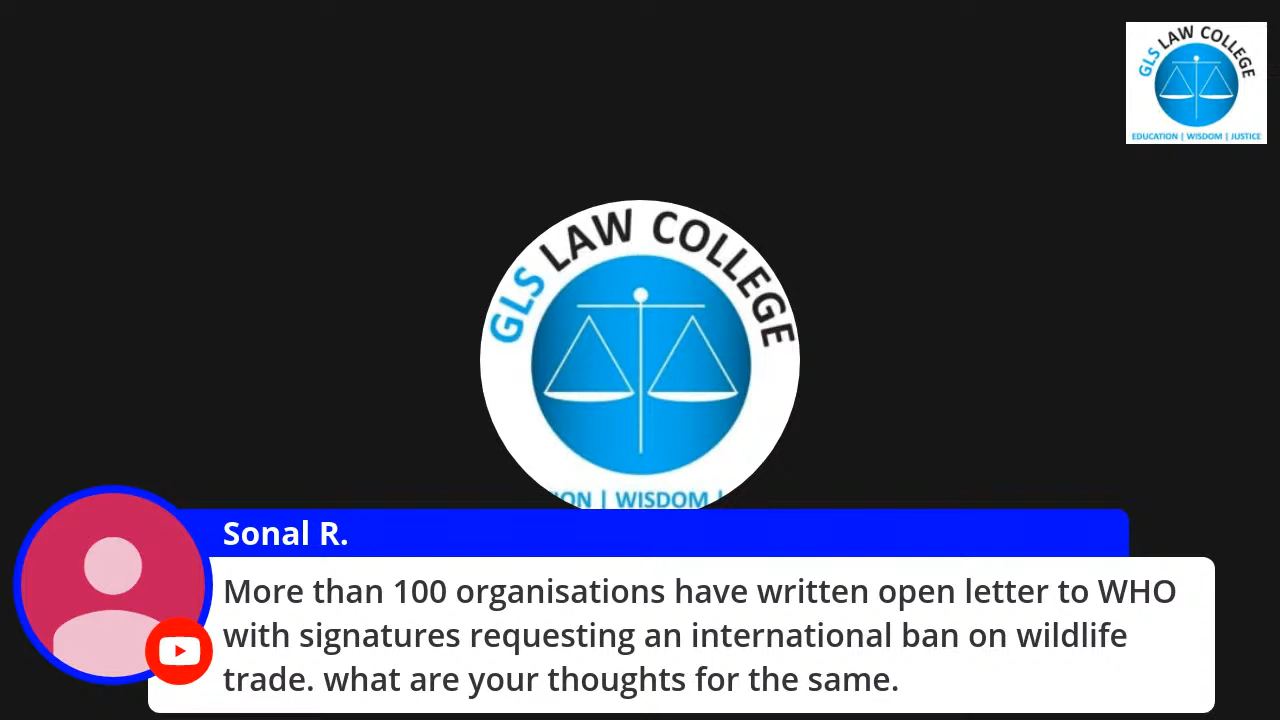 GLS LAW COLLEGE
EDUCATION | WISDOM | JUSTICE
GLS LAW COLLEGE
ION | WISDOM |
Sonal R.
More than 100 organisations have written open letter to WHO
with signatures requesting an international ban on wildlife
trade. what are your thoughts for the same.